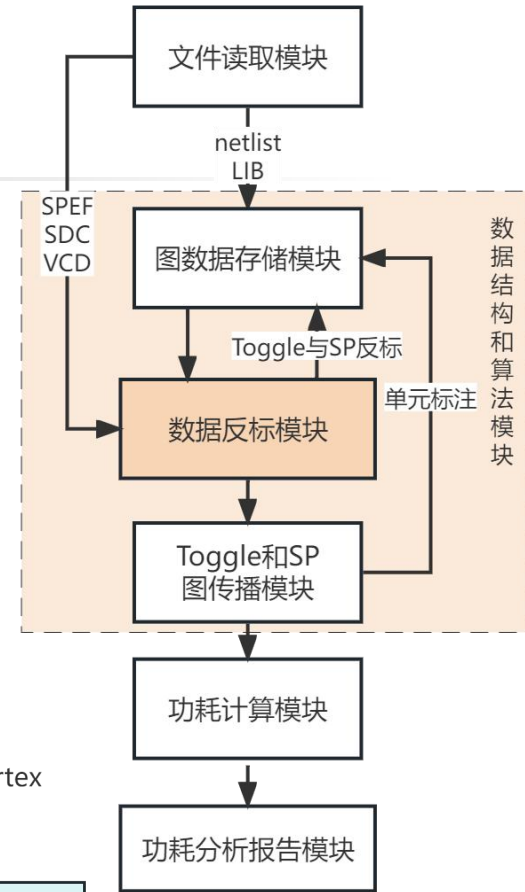 文件读取模块
netlist
LIB
SPEF
SDC
VCD
图数据存储模块
数据结构和算法模块
Toggle与SP反标
单元标注
数据反标模块
Toggle和SP
图传播模块
功耗计算模块
rtex
功耗分析报告模块